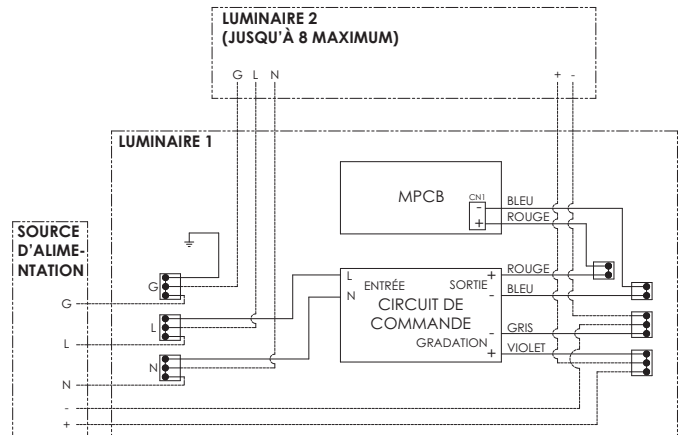 LUMINAIRE 2
(JUSQU'À 8 MAXIMUM)
G L N + -
LUMINAIRE 1
MPCB
CN1
-
+
BLEU
ROUGE
SOURCE
D'ALIME-
NTATION
G
L
N
-
+
G
L
N
L
N
ENTRÉE
SORTIE
CIRCUIT DE
COMMANDE
GRADATION
+
-
-
+
ROUGE
BLEU
GRIS
VIOLET